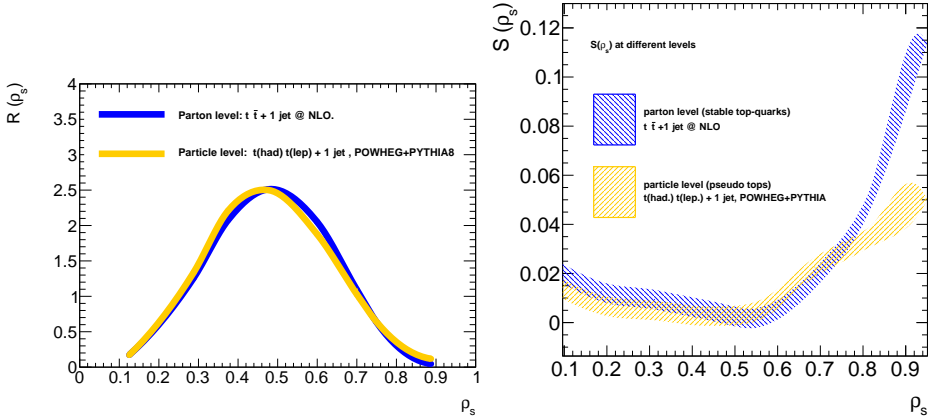 R (ρs)
4
3.5
3
2.5
2
1.5
1
0.5
0
Parton level: t t̄ + 1 jet @ NLO.
Particle level: t(had) t(lep) + 1 jet , POWHEG+PYTHIA8
0 0.1 0.2 0.3 0.4 0.5 0.6 0.7 0.8 0.9 1
ρs
S (ρs)
0.12
0.1
0.08
0.06
0.04
0.02
0
S(ρs) at different levels
parton level (stable top-quarks)
t t̄ +1 jet @ NLO
particle level (pseudo tops)
t(had.) t(lep.) + 1 jet, POWHEG+PYTHIA
0.1 0.2 0.3 0.4 0.5 0.6 0.7 0.8 0.9
ρs